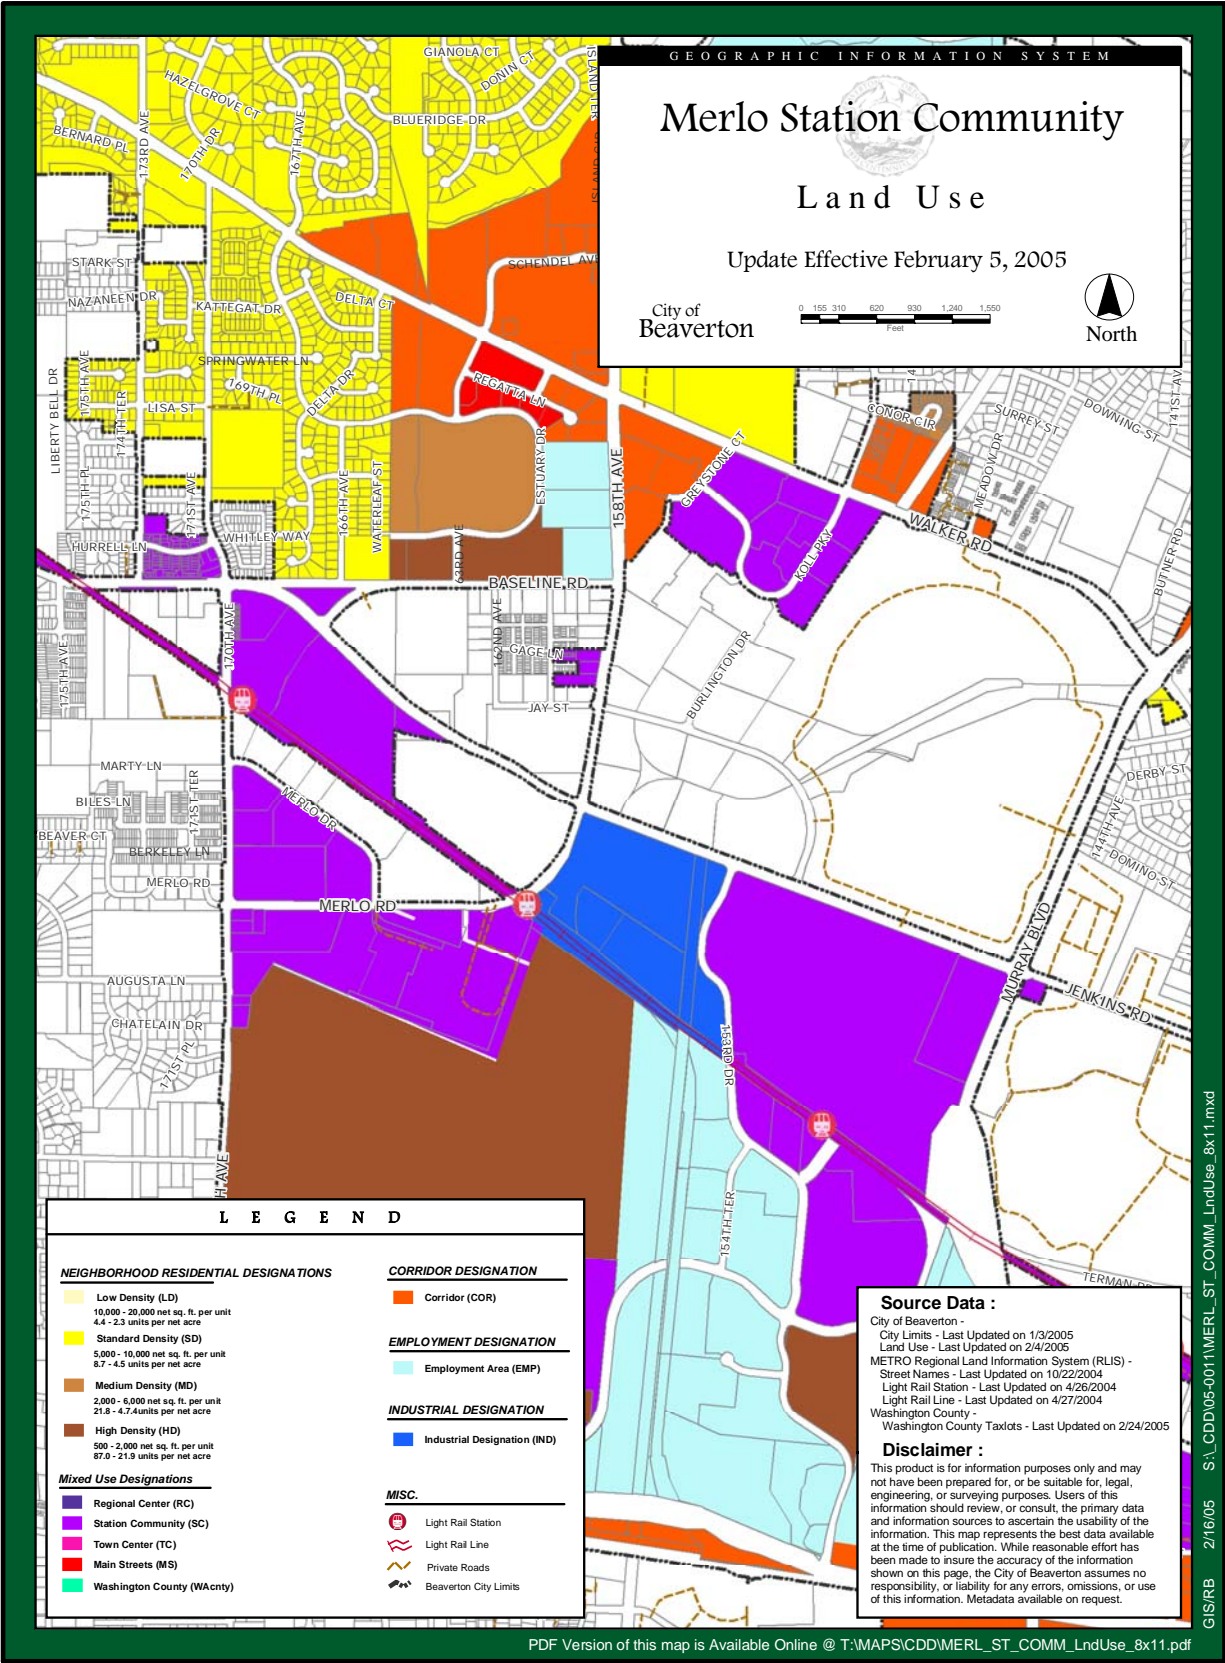 GEOGRAPHIC INFORMATION SYSTEM
Merlo Station Community
Land Use
Update Effective February 5, 2005
City of
Beaverton
0 155 310 620 930 1,240 1,550
Feet
North
GIANOLA CT
DONIN CT
HAZELGROVE CT
BLUERIDGE DR
BERNARD PL
173RD AVE
170TH DR
167TH AVE
STARK ST
SCHENDEL AVE
NAZANEEN DR
KATTEGAT DR
DELTA CT
SPRINGWATER LN
175TH AVE
169TH PL
DELTA DR
REGATTA LN
LIBERTY BELL DR
174TH TER
LISA ST
CONOR CIR
SURREY ST
DOWNING ST
141ST AV
ESTUARY DR
158TH AVE
GREYSTONE CT
MEADOW DR
175TH PL
171ST AVE
166TH AVE
WATERLEAF ST
WALKER RD
HURRELL LN
WHITLEY WAY
63RD AVE
KOLL PKY
BUTNER RD
BASELINE RD
170TH AVE
162ND AVE
GAGE LN
175TH AVE
BURLINGTON DR
JAY ST
MARTY LN
171ST TER
BILES LN
MERLO DR
DERBY ST
BEAVER CT
BERKELEY LN
144TH AVE
DOMINO ST
MERLO RD
MERLO RD
MURRAY BLVD
AUGUSTA LN
JENKINS RD
CHATELAIN DR
171ST PL
153RD DR
H AVE
154TH TER
TERMAN
LEGEND
NEIGHBORHOOD RESIDENTIAL DESIGNATIONS
Low Density (LD)
10,000 - 20,000 net sq. ft. per unit
4.4 - 2.3 units per net acre
Standard Density (SD)
5,000 - 10,000 net sq. ft. per unit
8.7 - 4.5 units per net acre
Medium Density (MD)
2,000 - 6,000 net sq. ft. per unit
21.8 - 4.7.4units per net acre
High Density (HD)
500 - 2,000 net sq. ft. per unit
87.0 - 21.9 units per net acre
Mixed Use Designations
Regional Center (RC)
Station Community (SC)
Town Center (TC)
Main Streets (MS)
Washington County (WAcnty)
CORRIDOR DESIGNATION
Corridor (COR)
EMPLOYMENT DESIGNATION
Employment Area (EMP)
INDUSTRIAL DESIGNATION
Industrial Designation (IND)
MISC.
Light Rail Station
Light Rail Line
Private Roads
Beaverton City Limits
Source Data :
City of Beaverton -
City Limits - Last Updated on 1/3/2005
Land Use - Last Updated on 2/4/2005
METRO Regional Land Information System (RLIS) -
Street Names - Last Updated on 10/22/2004
Light Rail Station - Last Updated on 4/26/2004
Light Rail Line - Last Updated on 4/27/2004
Washington County -
Washington County Taxlots - Last Updated on 2/24/2005
Disclaimer :
This product is for information purposes only and may
not have been prepared for, or be suitable for, legal,
engineering, or surveying purposes. Users of this
information should review, or consult, the primary data
and information sources to ascertain the usability of the
information. This map represents the best data available
at the time of publication. While reasonable effort has
been made to insure the accuracy of the information
shown on this page, the City of Beaverton assumes no
responsibility, or liability for any errors, omissions, or use
of this information. Metadata available on request.
GIS/RB 2/16/05 S:\_CDD\05-0011\MERL_ST_COMM_LndUse_8x11.mxd
PDF Version of this map is Available Online @ T:\MAPS\CDD\MERL_ST_COMM_LndUse_8x11.pdf